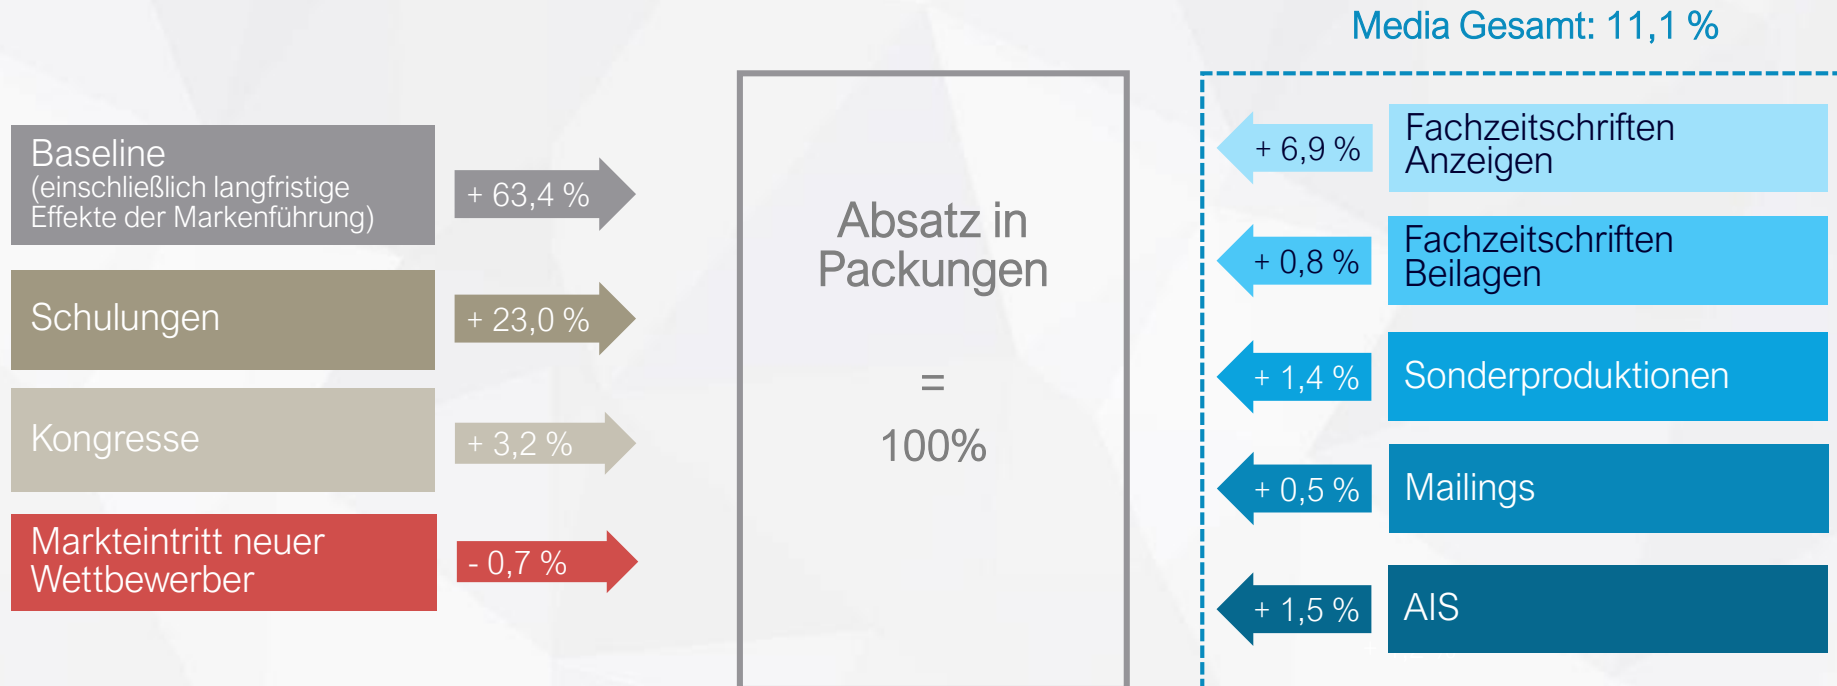 Media Gesamt: 11,1 %
Baseline
(einschließlich langfristige
Effekte der Markenführung)
+ 63,4 %
Schulungen
+ 23,0 %
Kongresse
+ 3,2 %
Markteintritt neuer
Wettbewerber
- 0,7 %
Absatz in
Packungen
=
100%
+ 6,9 %
Fachzeitschriften
Anzeigen
+ 0,8 %
Fachzeitschriften
Beilagen
+ 1,4 %
Sonderproduktionen
+ 0,5 %
Mailings
+ 1,5 %
AIS